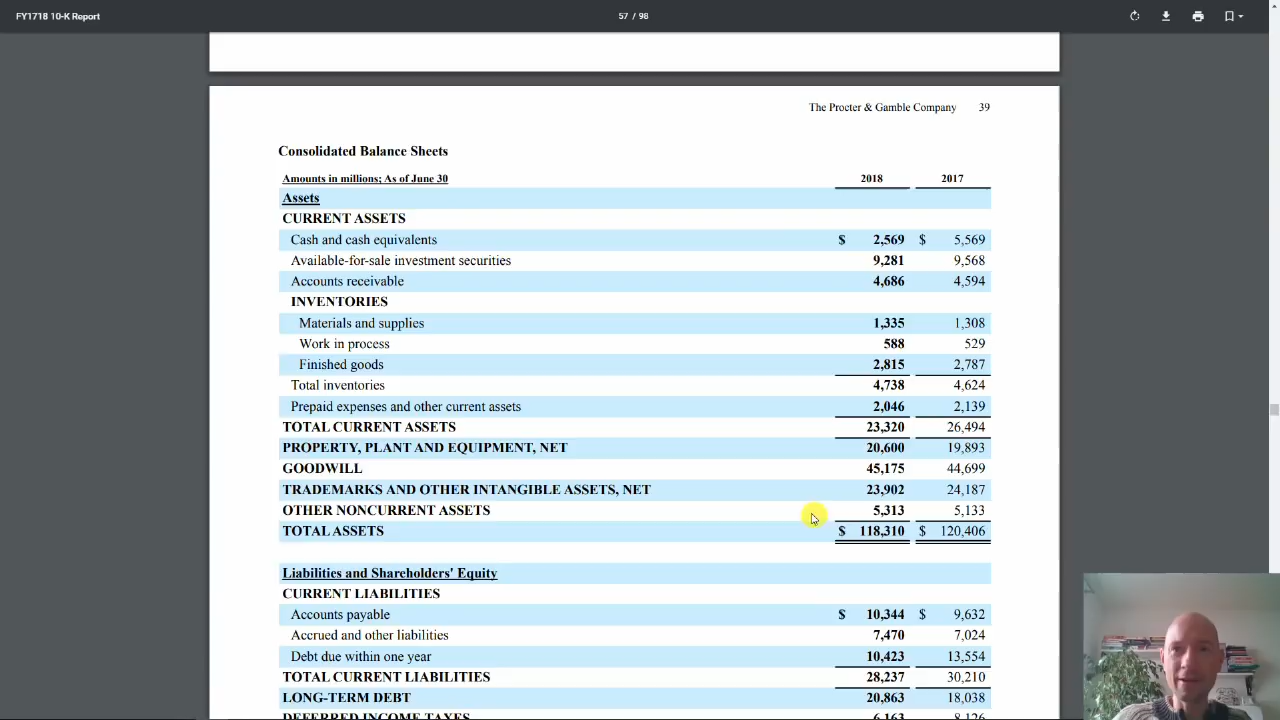 FY1718 10-K Report 57 / 98
The Procter & Gamble Company 39
Consolidated Balance Sheets
Amounts in millions; As of June 30 2018 2017
Assets
CURRENT ASSETS
Cash and cash equivalents $ 2,569 $ 5,569
Available-for-sale investment securities 9,281 9,568
Accounts receivable 4,686 4,594
INVENTORIES
Materials and supplies 1,335 1,308
Work in process 588 529
Finished goods 2,815 2,787
Total inventories 4,738 4,624
Prepaid expenses and other current assets 2,046 2,139
TOTAL CURRENT ASSETS 23,320 26,494
PROPERTY, PLANT AND EQUIPMENT, NET 20,600 19,893
GOODWILL 45,175 44,699
TRADEMARKS AND OTHER INTANGIBLE ASSETS, NET 23,902 24,187
OTHER NONCURRENT ASSETS 5,313 5,133
TOTAL ASSETS $ 118,310 $ 120,406
Liabilities and Shareholders' Equity
CURRENT LIABILITIES
Accounts payable $ 10,344 $ 9,632
Accrued and other liabilities 7,470 7,024
Debt due within one year 10,423 13,554
TOTAL CURRENT LIABILITIES 28,237 30,210
LONG-TERM DEBT 20,863 18,038
DEFERRED INCOME TAXES 6,163 8,126